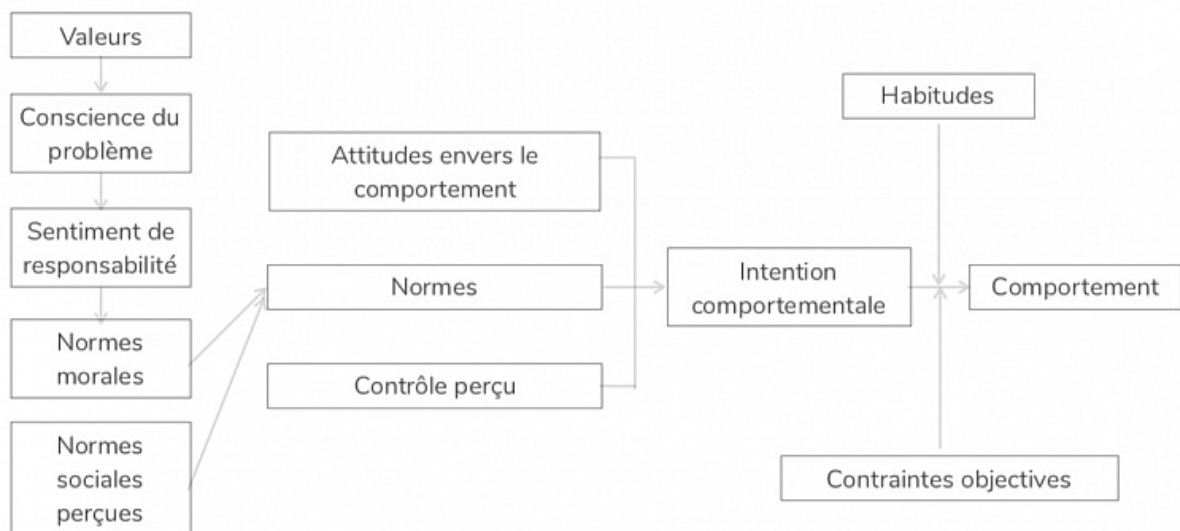 Valeurs
Conscience du
problème
Sentiment de
responsabilité
Normes
morales
Normes
sociales
perçues
Attitudes envers le
comportement
Normes
Contrôle perçu
Intention
comportementale
Habitudes
Comportement
Contraintes objectives